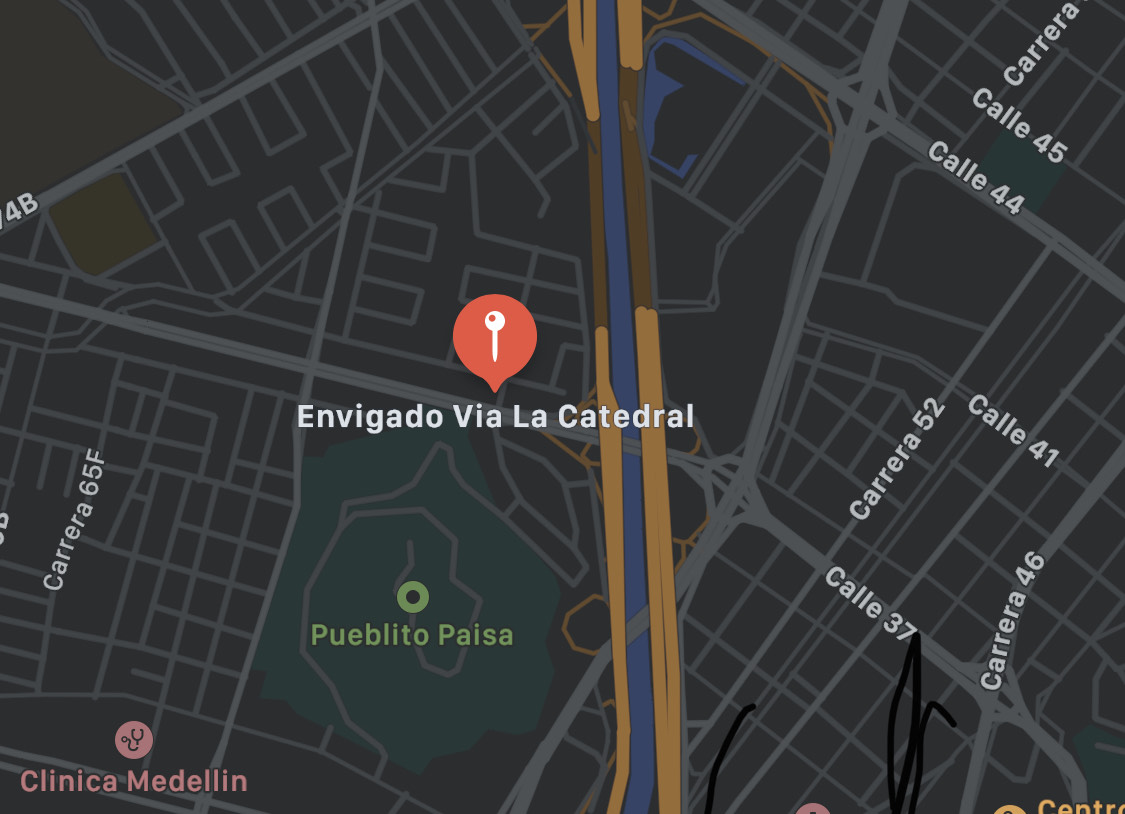 Carrera
Calle 45
Calle 44
74B
Envigado Via La Catedral
Carrera 52
Calle 41
Carrera 65F
Calle 37
Carrera 46
Pueblito Paisa
Clinica Medellin
Centro